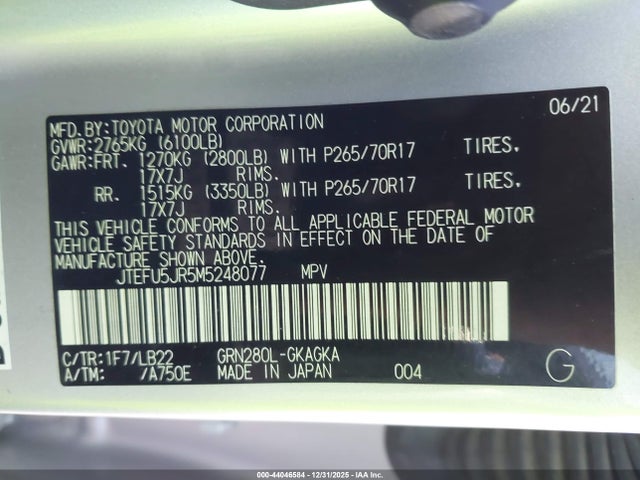 06/21
MFD.BY:TOYOTA MOTOR CORPORATION
GVWR:2765KG (6100LB)
GAWR:FRT. 1270KG (2800LB) WITH P265/70R17 TIRES.
17X7J RIMS.
RR. 1515KG (3350LB) WITH P265/70R17 TIRES.
17X7J RIMS.
THIS VEHICLE CONFORMS TO ALL APPLICABLE FEDERAL MOTOR
VEHICLE SAFETY STANDARDS IN EFFECT ON THE DATE OF
MANUFACTURE SHOWN ABOVE.
JTEFU5JR5M5248077 MPV
C/TR:1F7/LB22 GRN280L-GKAGKA
A/TM: /A750E MADE IN JAPAN 004 G
000-44046584 - 12/31/2025 - IAA Inc.